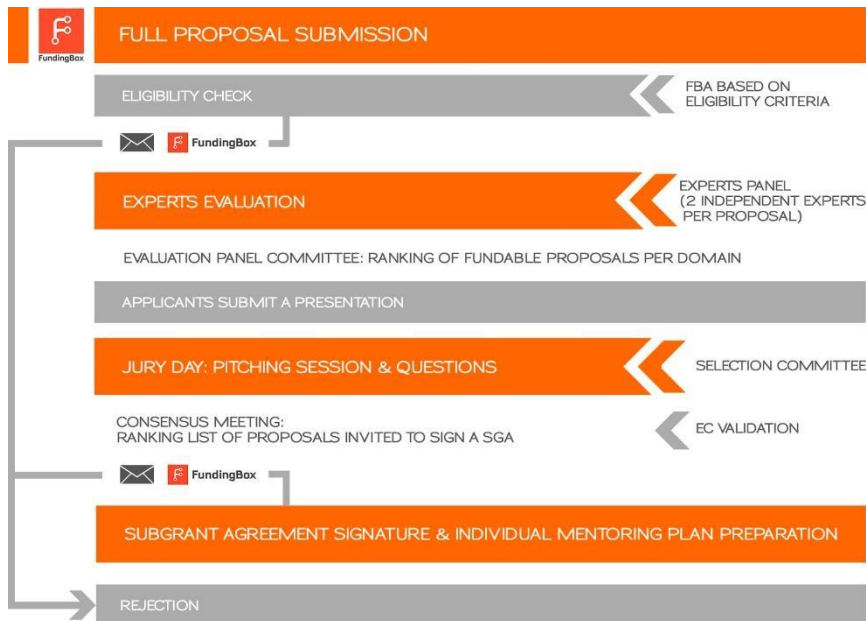 FULL PROPOSAL SUBMISSION
FundingBox
ELIGIBILITY CHECK
FBA BASED ON
ELIGIBILITY CRITERIA
FundingBox
EXPERTS EVALUATION
EXPERTS PANEL
(2 INDEPENDENT EXPERTS
PER PROPOSAL)
EVALUATION PANEL COMMITTEE: RANKING OF FUNDABLE PROPOSALS PER DOMAIN
APPLICANTS SUBMIT A PRESENTATION
JURY DAY: PITCHING SESSION & QUESTIONS
SELECTION COMMITTEE
CONSENSUS MEETING:
RANKING LIST OF PROPOSALS INVITED TO SIGN A SGA
EC VALIDATION
FundingBox
SUBGRANT AGREEMENT SIGNATURE & INDIVIDUAL MENTORING PLAN PREPARATION
REJECTION